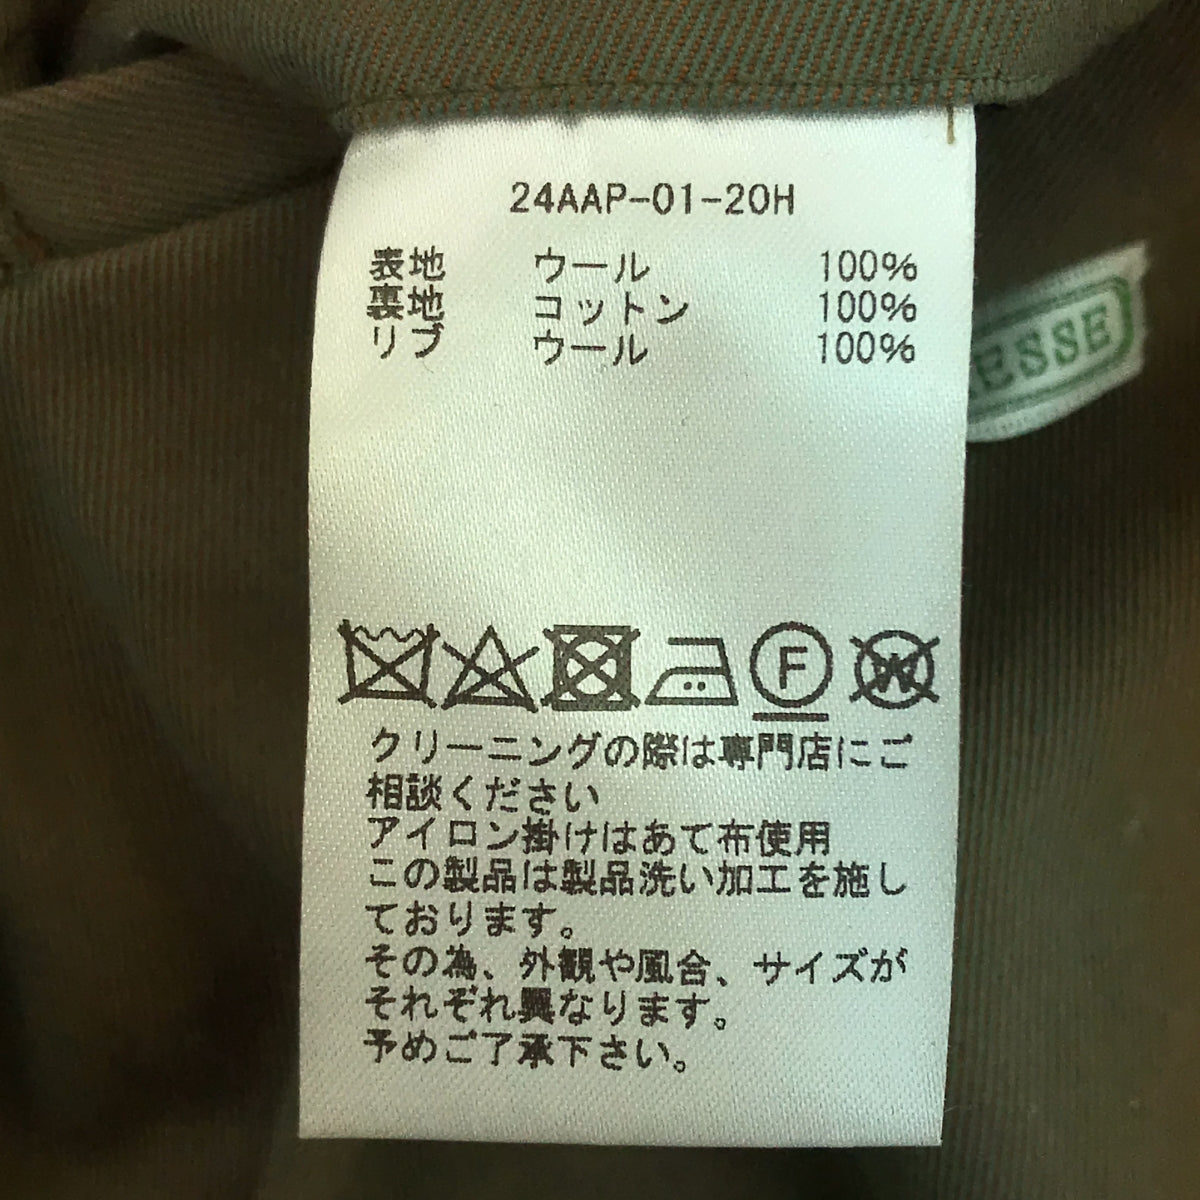 24AAP-01-20H
表地 ウール 100%
裏地 コットン 100%
リブ ウール 100%
F
W
クリーニングの際は専門店にご
相談ください
アイロン掛けはあて布使用
この製品は製品洗い加工を施し
ております。
その為、外観や風合、サイズが
それぞれ異なります。
予めご了承下さい。